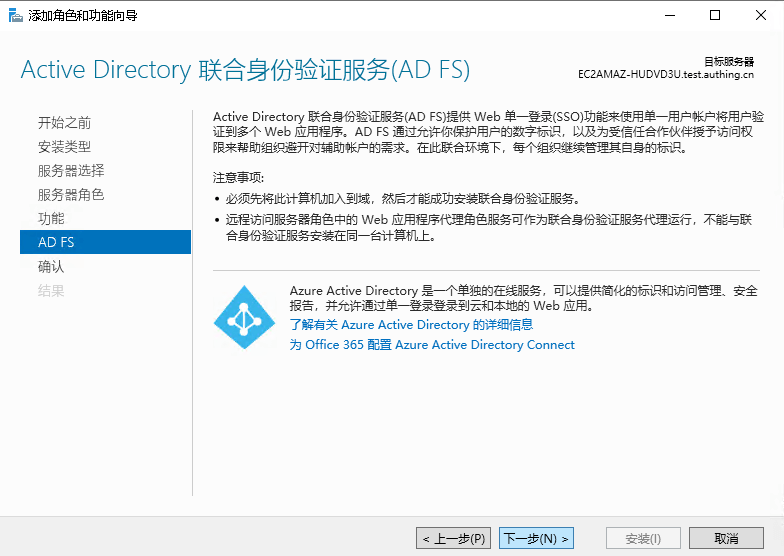 添加角色和功能向导
Active Directory 联合身份验证服务(AD FS)
目标服务器
EC2AMAZ-HUDVD3U.test.authing.cn
开始之前
安装类型
服务器选择
服务器角色
功能
AD FS
确认
结果
Active Directory 联合身份验证服务(AD FS)提供 Web 单一登录(SSO)功能来使用单一用户帐户将用户验
证到多个 Web 应用程序。AD FS 通过允许你保护用户的数字标识，以及为受信任合作伙伴授予访问权
限来帮助组织避开对辅助帐户的需求。在此联合环境下，每个组织继续管理其自身的标识。
注意事项:
• 必须先将此计算机加入到域，然后才能成功安装联合身份验证服务。
• 远程访问服务器角色中的 Web 应用程序代理角色服务可作为联合身份验证服务代理运行，不能与联
合身份验证服务安装在同一台计算机上。
Azure Active Directory 是一个单独的在线服务，可以提供简化的标识和访问管理、安全
报告，并允许通过单一登录登录到云和本地的 Web 应用。
了解有关 Azure Active Directory 的详细信息
为 Office 365 配置 Azure Active Directory Connect
< 上一步(P)
下一步(N) >
安装(I)
取消